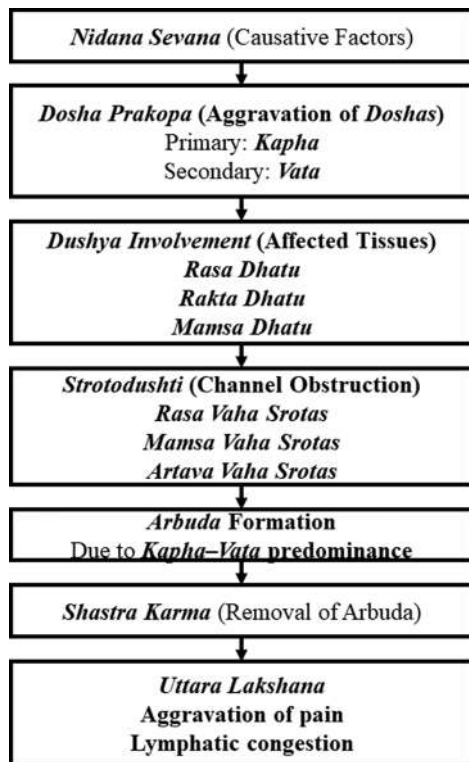 Nidana Sevana (Causative Factors)
Dosha Prakopa (Aggravation of Doshas)
Primary: Kapha
Secondary: Vata
Dushya Involvement (Affected Tissues)
Rasa Dhatu
Rakta Dhatu
Mamsa Dhatu
Strotodushti (Channel Obstruction)
Rasa Vaha Srotas
Mamsa Vaha Srotas
Artava Vaha Srotas
Arbuda Formation
Due to Kapha–Vata predominance
Shastra Karma (Removal of Arbuda)
Uttara Lakshana
Aggravation of pain
Lymphatic congestion